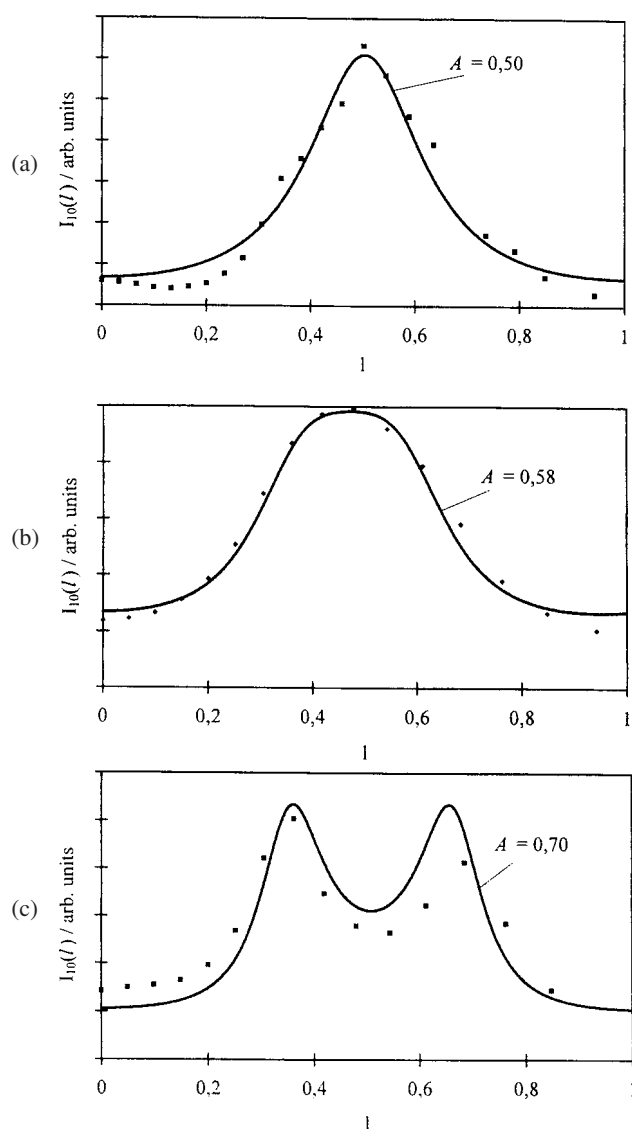 (a)
I₁₀(l) / arb. units
A = 0,50
0 0,2 0,4 0,6 0,8 1
l
(b)
I₁₀(l) / arb. units
A = 0,58
0 0,2 0,4 0,6 0,8 1
l
(c)
I₁₀(l) / arb. units
A = 0,70
0 0,2 0,4 0,6 0,8 1
l